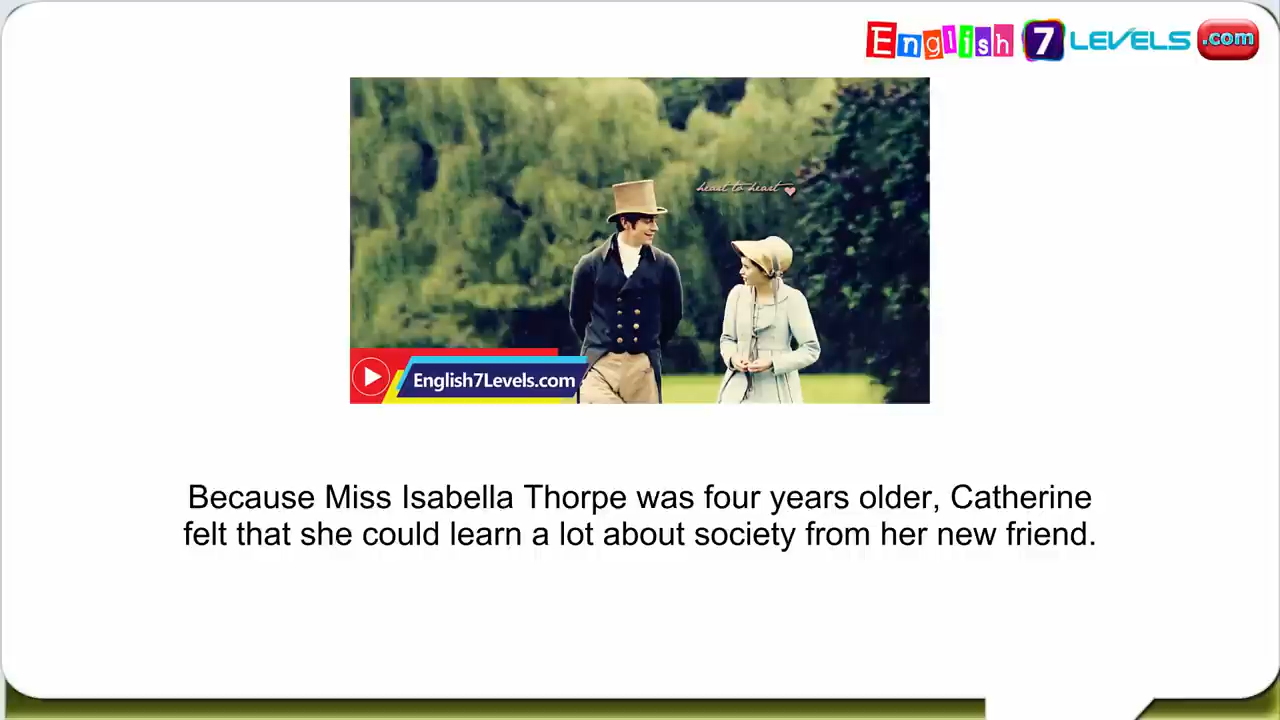 English 7 LEVELS .com
heart to heart
English7Levels.com
Because Miss Isabella Thorpe was four years older, Catherine
felt that she could learn a lot about society from her new friend.